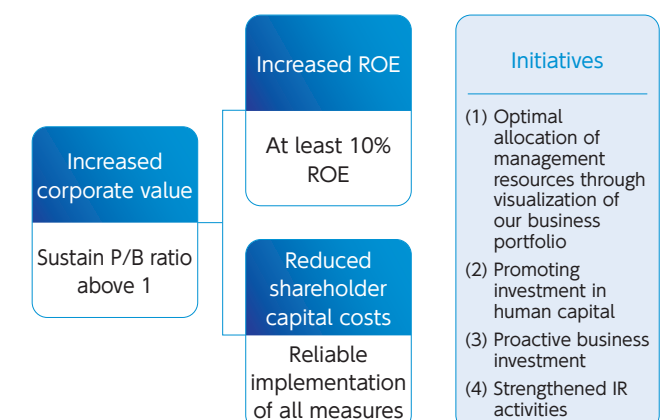 Increased
corporate value
Sustain P/B ratio
above 1
Increased ROE
At least 10%
ROE
Reduced
shareholder
capital costs
Reliable
implementation
of all measures
Initiatives
(1) Optimal
allocation of
management
resources through
visualization of
our business
portfolio
(2) Promoting
investment in
human capital
(3) Proactive business
investment
(4) Strengthened IR
activities